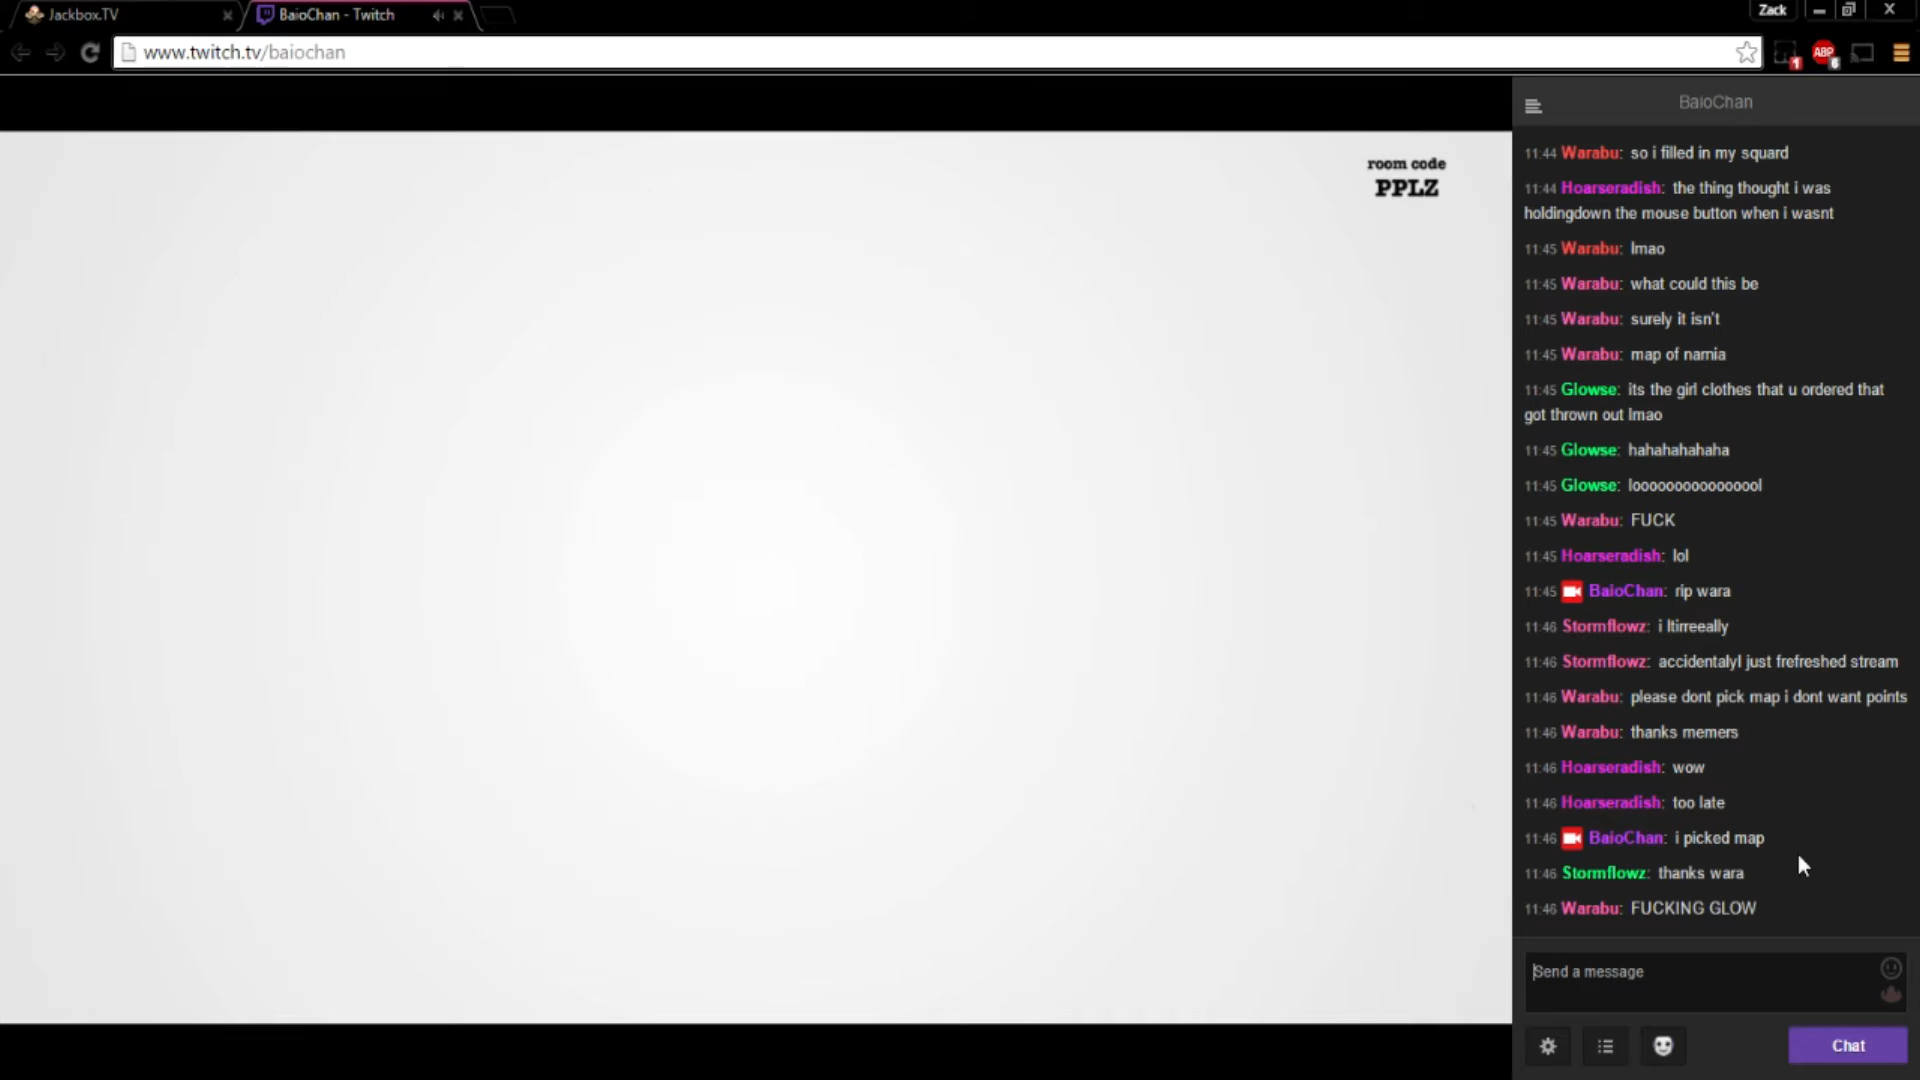 Jackbox.TV
BaioChan - Twitch
Zack
www.twitch.tv/baiochan
1
ABP
6
room code
PPLZ
BaioChan
11:44 Warabu: so i filled in my squard
11:44 Hoarseradish: the thing thought i was
holdingdown the mouse button when i wasnt
11:45 Warabu: lmao
11:45 Warabu: what could this be
11:45 Warabu: surely it isn't
11:45 Warabu: map of narnia
11:45 Glowse: its the girl clothes that u ordered that
got thrown out lmao
11:45 Glowse: hahahahahaha
11:45 Glowse: loooooooooooooool
11:45 Warabu: FUCK
11:45 Hoarseradish: lol
11:45 BaioChan: rip wara
11:46 Stormflowz: i ltirreeally
11:46 Stormflowz: accidentalyl just frefreshed stream
11:46 Warabu: please dont pick map i dont want points
11:46 Warabu: thanks memers
11:46 Hoarseradish: wow
11:46 Hoarseradish: too late
11:46 BaioChan: i picked map
11:46 Stormflowz: thanks wara
11:46 Warabu: FUCKING GLOW
Send a message
Chat